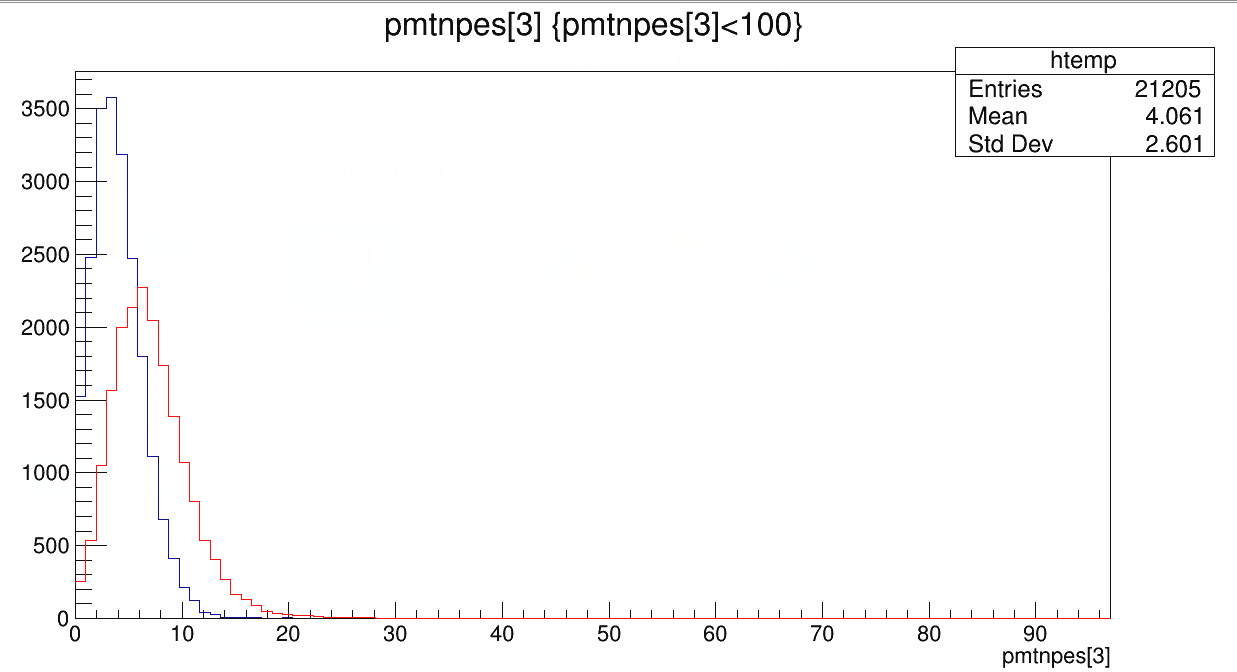 pmtnpes[3] {pmtnpes[3]<100}
htemp
Entries 21205
Mean 4.061
Std Dev 2.601
3500
3000
2500
2000
1500
1000
500
0
0 10 20 30 40 50 60 70 80 90
pmtnpes[3]